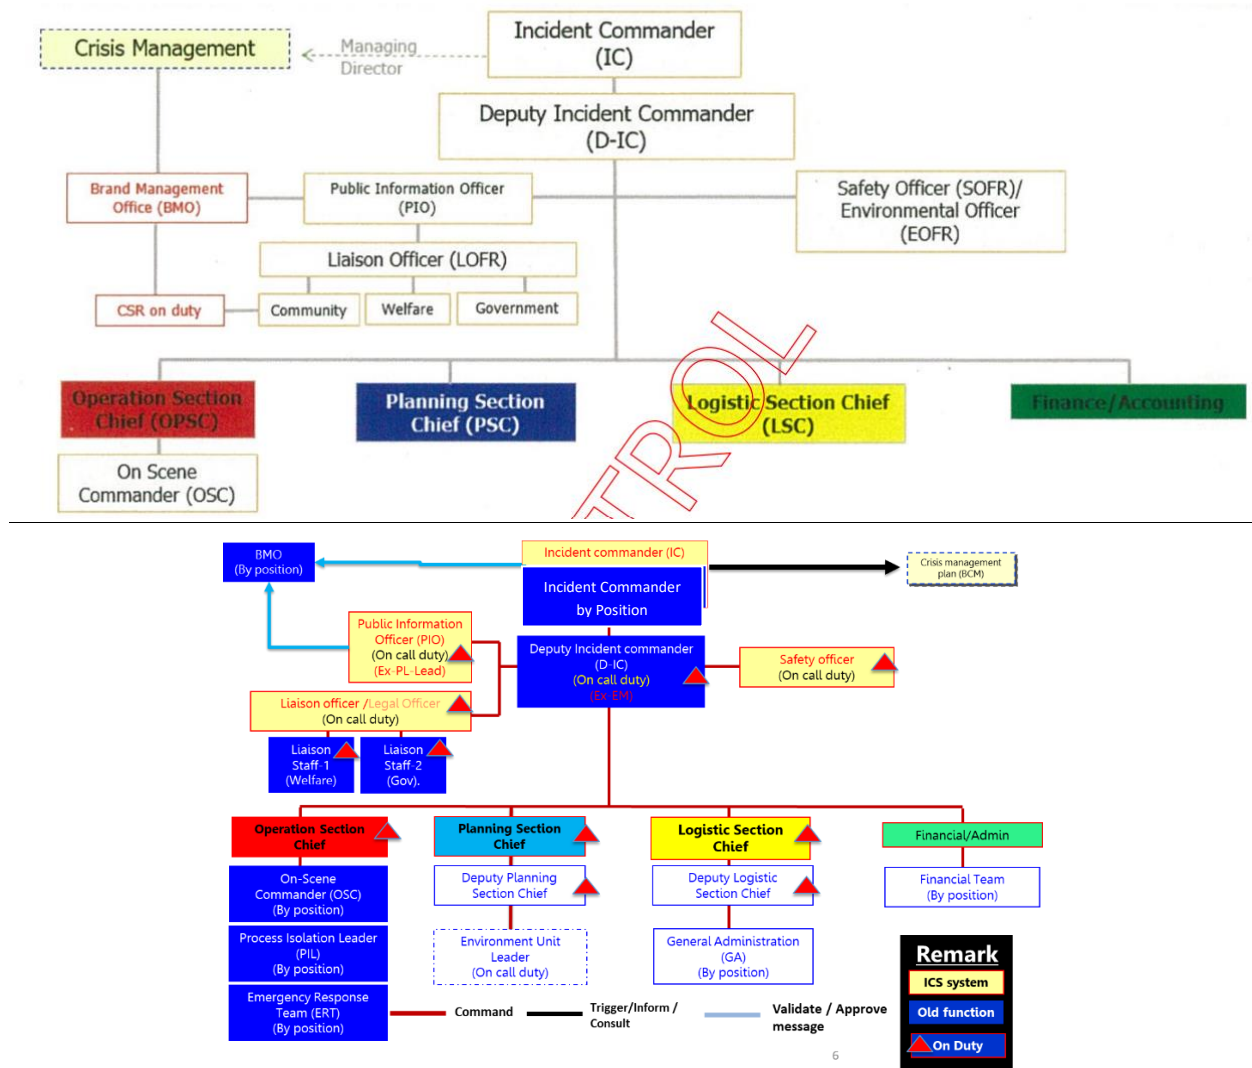 Crisis Management
Managing
Director
Incident Commander
(IC)
Deputy Incident Commander
(D-IC)
Brand Management
Office (BMO)
Public Information Officer
(PIO)
Safety Officer (SOFR)/
Environmental Officer
(EOFR)
Liaison Officer (LOFR)
CSR on duty
Community
Welfare
Government
Operation Section
Chief (OPSC)
Planning Section
Chief (PSC)
Logistic Section Chief
(LSC)
Finance/Accounting
On Scene
Commander (OSC)
TROL
BMO
(By position)
Incident commander (IC)
Incident Commander
by Position
Crisis management
plan (BCM)
Public Information
Officer (PIO)
(On call duty)
(Ex-PL-Lead)
Deputy Incident commander
(D-IC)
(On call duty)
(Ex-EM)
Safety officer
(On call duty)
Liaison officer /Legal Officer
(On call duty)
Liaison
Staff-1
(Welfare)
Liaison
Staff-2
(Gov).
Operation Section
Chief
Planning Section
Chief
Logistic Section
Chief
Financial/Admin
On-Scene
Commander (OSC)
(By position)
Deputy Planning
Section Chief
Deputy Logistic
Section Chief
Financial Team
(By position)
Process Isolation Leader
(PIL)
(By position)
Environment Unit
Leader
(On call duty)
General Administration
(GA)
(By position)
Emergency Response
Team (ERT)
(By position)
Command
Trigger/Inform /
Consult
Validate / Approve
message
Remark
ICS system
Old function
On Duty
6